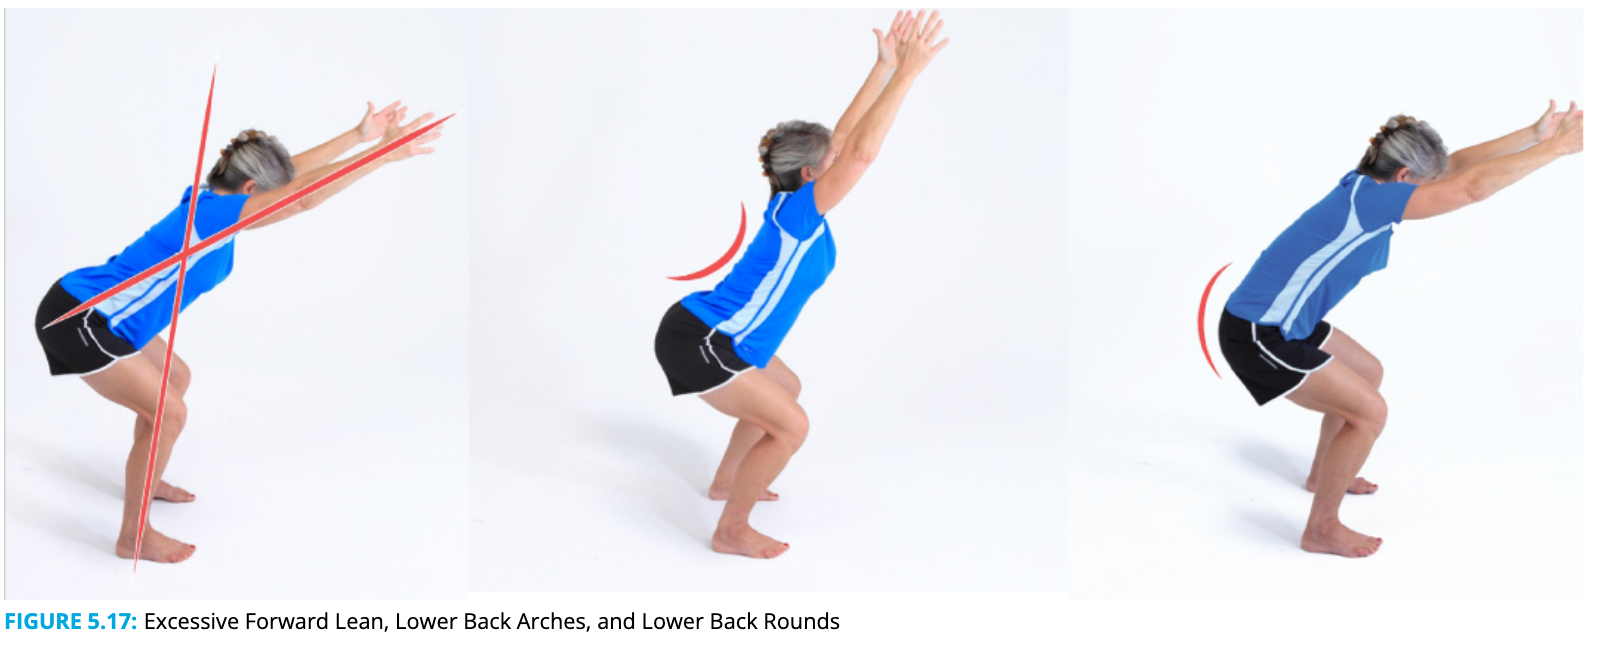 FIGURE 5.17: Excessive Forward Lean, Lower Back Arches, and Lower Back Rounds